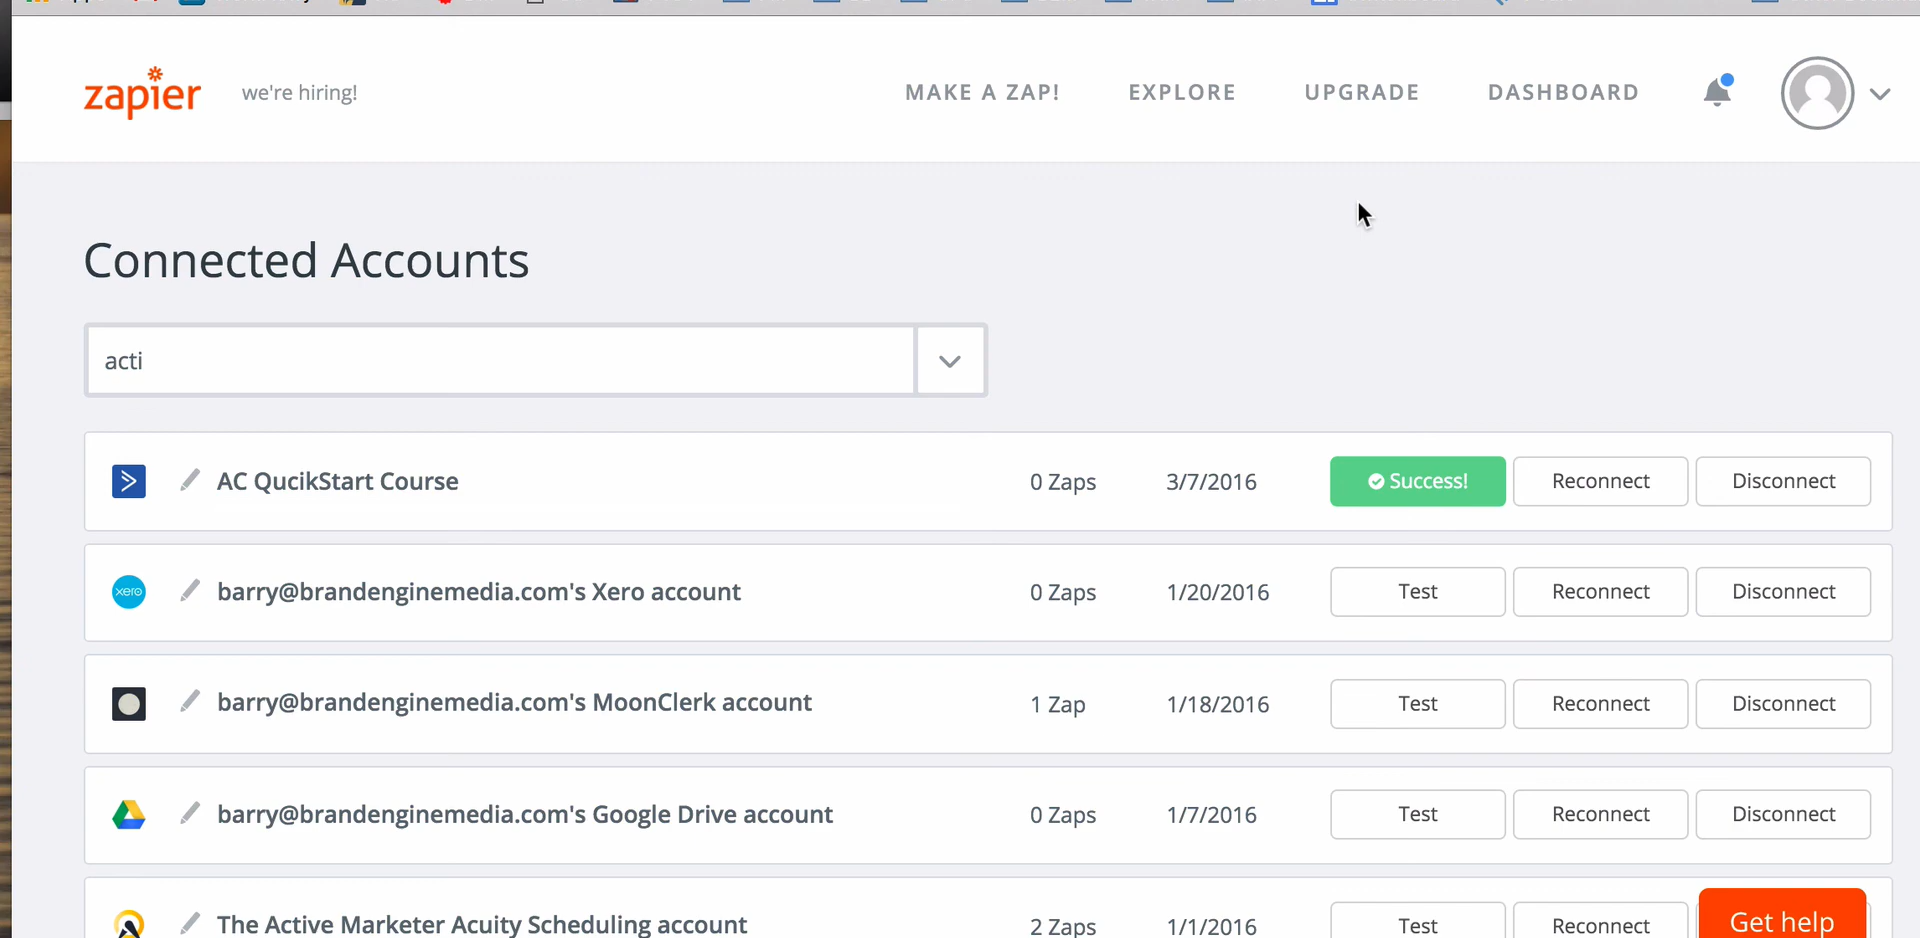 zapier we're hiring! MAKE A ZAP! EXPLORE UPGRADE DASHBOARD
Connected Accounts
acti
AC QucikStart Course 0 Zaps 3/7/2016 Success! Reconnect Disconnect
xero barry@brandenginemedia.com's Xero account 0 Zaps 1/20/2016 Test Reconnect Disconnect
barry@brandenginemedia.com's MoonClerk account 1 Zap 1/18/2016 Test Reconnect Disconnect
barry@brandenginemedia.com's Google Drive account 0 Zaps 1/7/2016 Test Reconnect Disconnect
The Active Marketer Acuity Scheduling account 2 Zaps 1/1/2016 Test Reconnect Get help